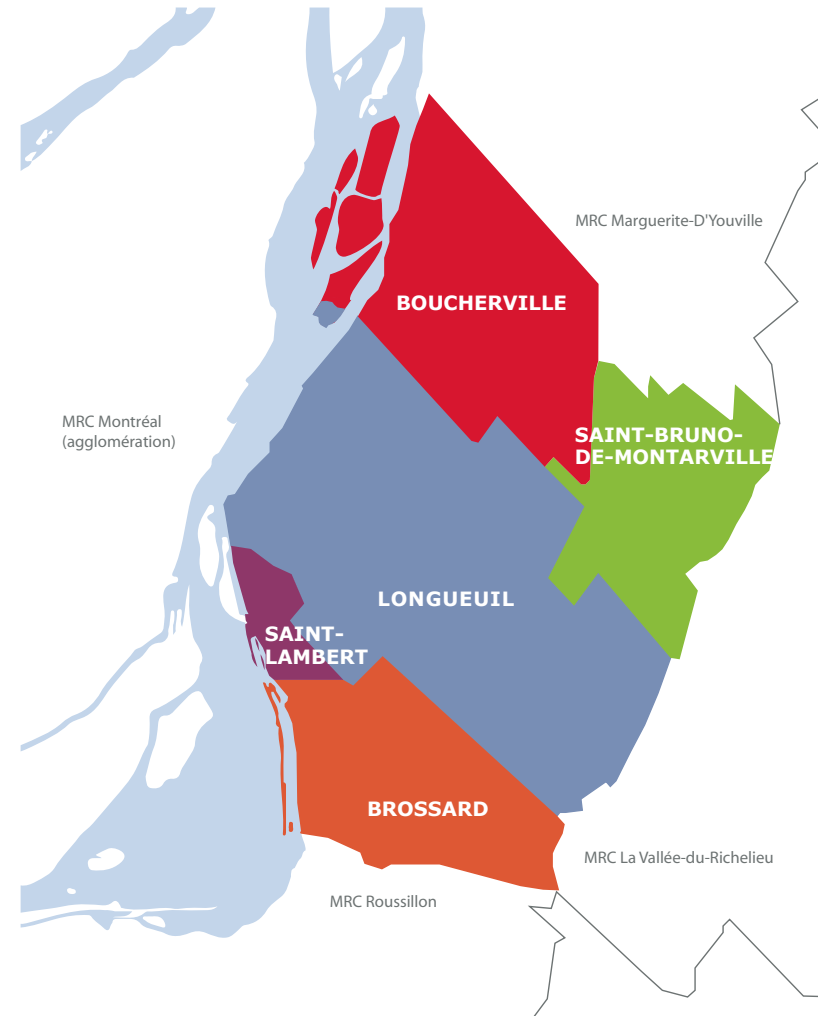 MRC Marguerite-D'Youville
BOUCHERVILLE
MRC Montréal
(agglomération)
SAINT-BRUNO-
DE-MONTARVILLE
LONGUEUIL
SAINT-
LAMBERT
BROSSARD
MRC La Vallée-du-Richelieu
MRC Roussillon